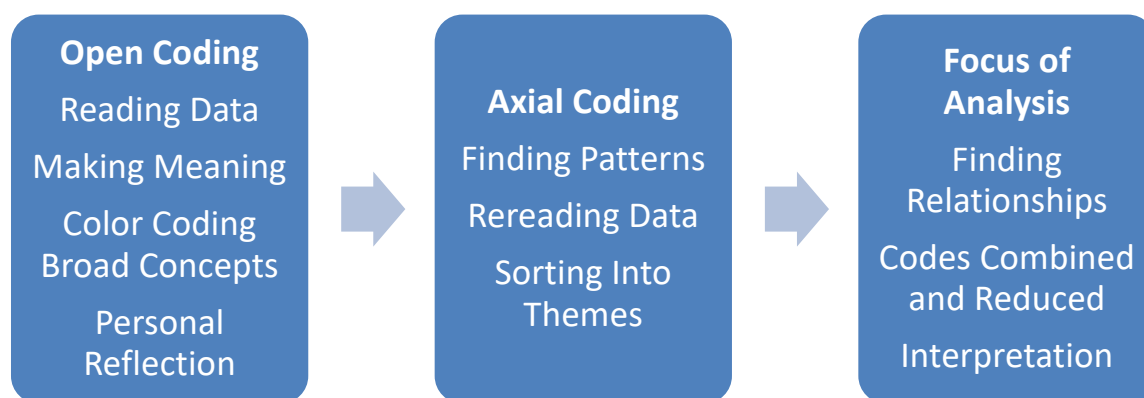 Open Coding
Reading Data
Making Meaning
Color Coding
Broad Concepts
Personal
Reflection
Axial Coding
Finding Patterns
Rereading Data
Sorting Into
Themes
Focus of
Analysis
Finding
Relationships
Codes Combined
and Reduced
Interpretation